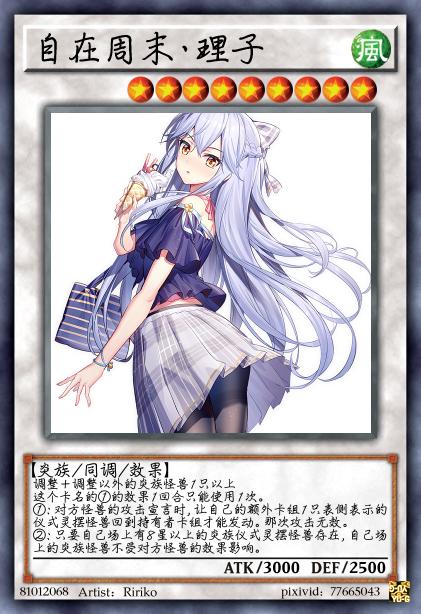 自在周末·理子
風
【炎族/同调/效果】
调整＋调整以外的炎族怪兽1只以上
这个卡名的①的效果1回合只能使用1次。
①：对方怪兽的攻击宣言时,让自己的额外卡组1只表侧表示的
仪式灵摆怪兽回到持有者卡组才能发动。那次攻击无效。
②：只要自己场上有8星以上的炎族仪式灵摆怪兽存在,自己场
上的炎族怪兽不受对方怪兽的效果影响。
ATK/3000 DEF/2500
81012068 Artist: Ririko pixivid: 77665043